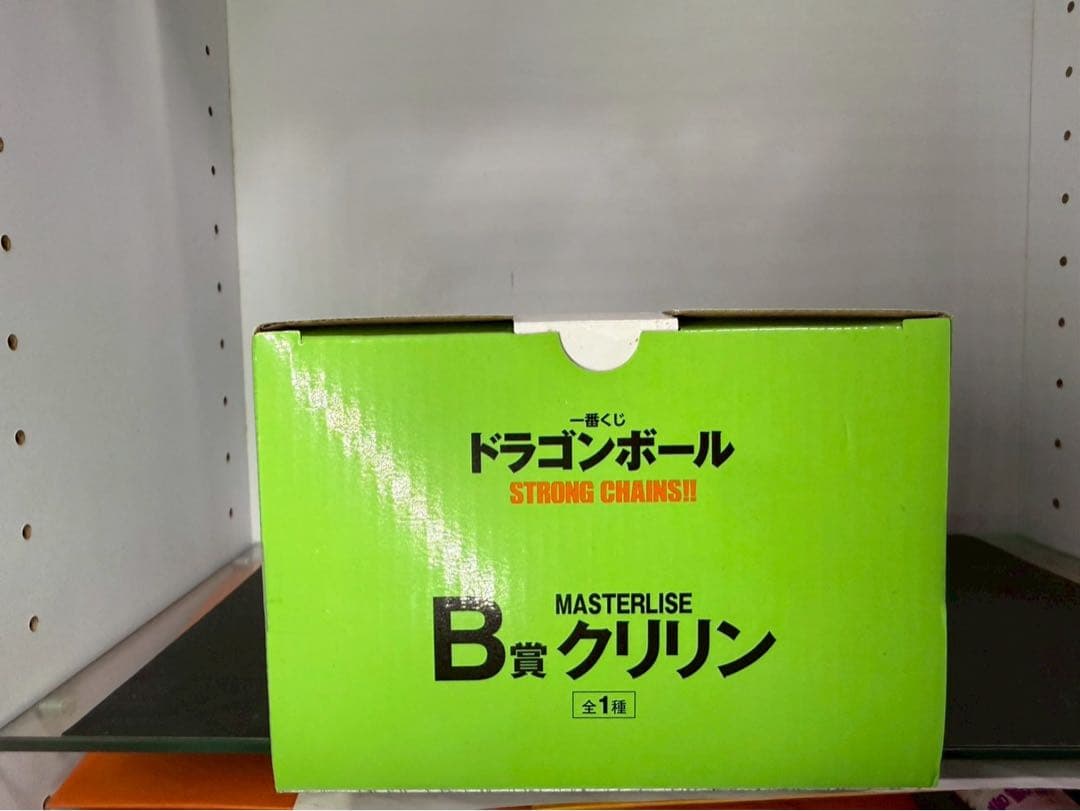 一番くじ
ドラゴンボール
STRONG CHAINS!!
MASTERLISE
B賞 クリリン
全1種